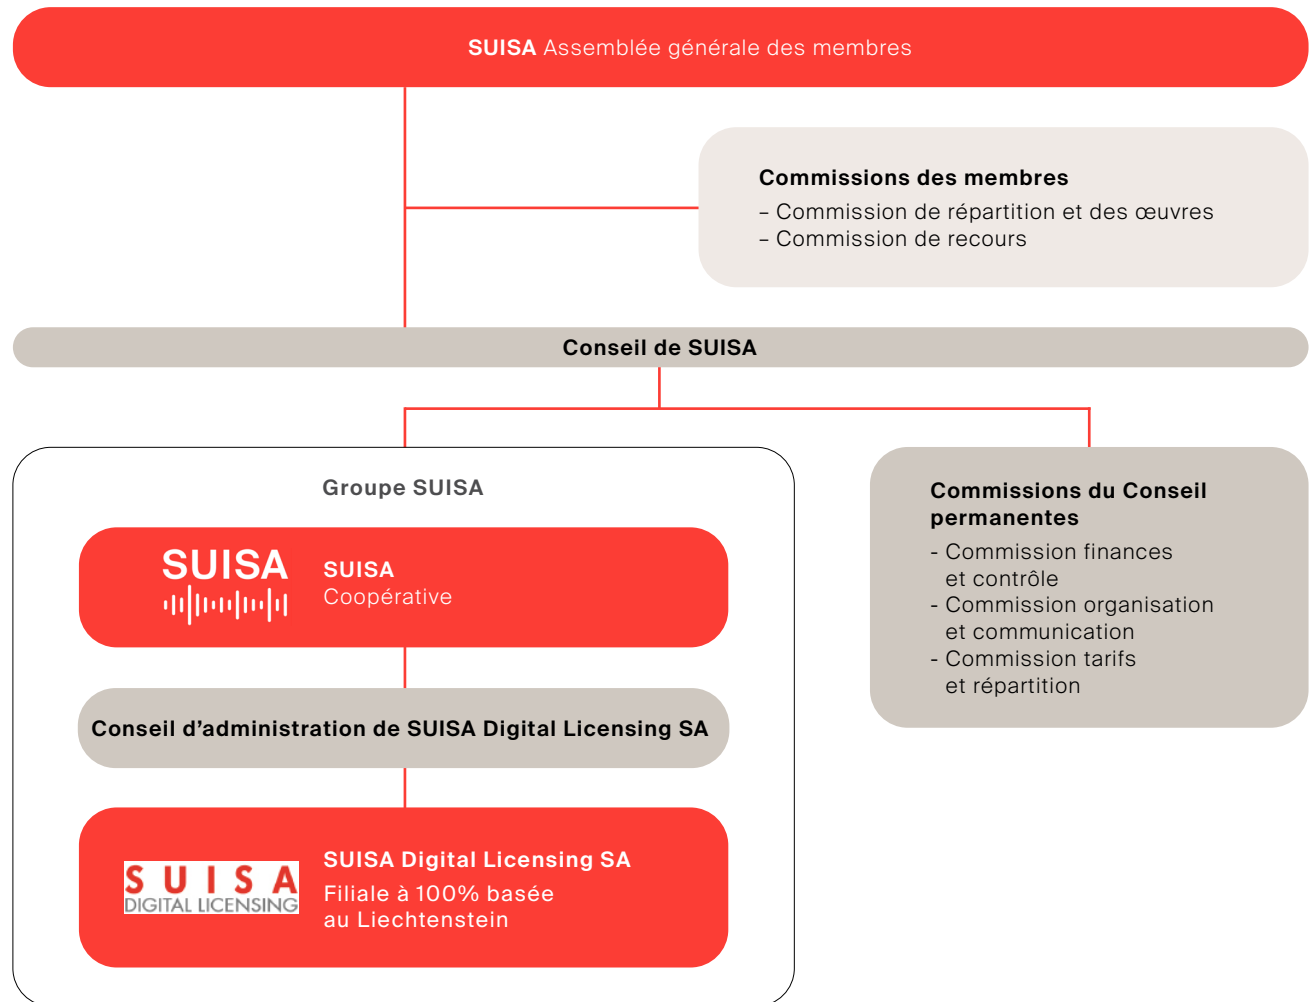 SUISA Assemblée générale des membres
Commissions des membres
– Commission de répartition et des œuvres
– Commission de recours
Conseil de SUISA
Groupe SUISA
SUISA
SUISA
Coopérative
Conseil d’administration de SUISA Digital Licensing SA
SUISA
DIGITAL LICENSING
SUISA Digital Licensing SA
Filiale à 100% basée
au Liechtenstein
Commissions du Conseil
permanentes
- Commission finances
et contrôle
- Commission organisation
et communication
- Commission tarifs
et répartition